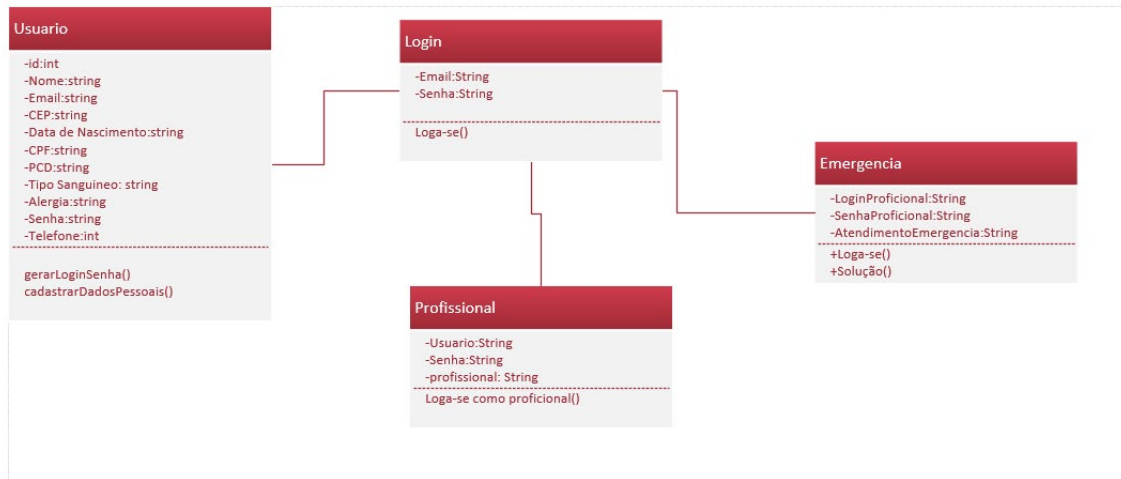 Usuario
-id:int
-Nome:string
-Email:string
-CEP:string
-Data de Nascimento:string
-CPF:string
-PCD:string
-Tipo Sanguineo: string
-Alergia:string
-Senha:string
-Telefone:int
gerarLoginSenha()
cadastrarDadosPessoais()
Login
-Email:String
-Senha:String
Loga-se()
Emergencia
-LoginProficional:String
-SenhaProficional:String
-AtendimentoEmergencia:String
+Loga-se()
+Solução()
Profissional
-Usuario:String
-Senha:String
-profissional: String
Loga-se como proficional()